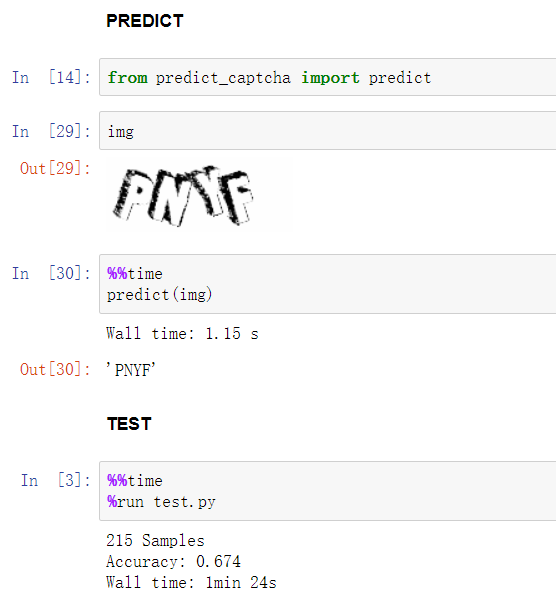 PREDICT
In [14]: from predict_captcha import predict
In [29]: img
Out[29]: PNYF
In [30]: %%time
predict(img)
Wall time: 1.15 s
Out[30]: 'PNYF'
TEST
In [3]: %%time
%run test.py
215 Samples
Accuracy: 0.674
Wall time: 1min 24s